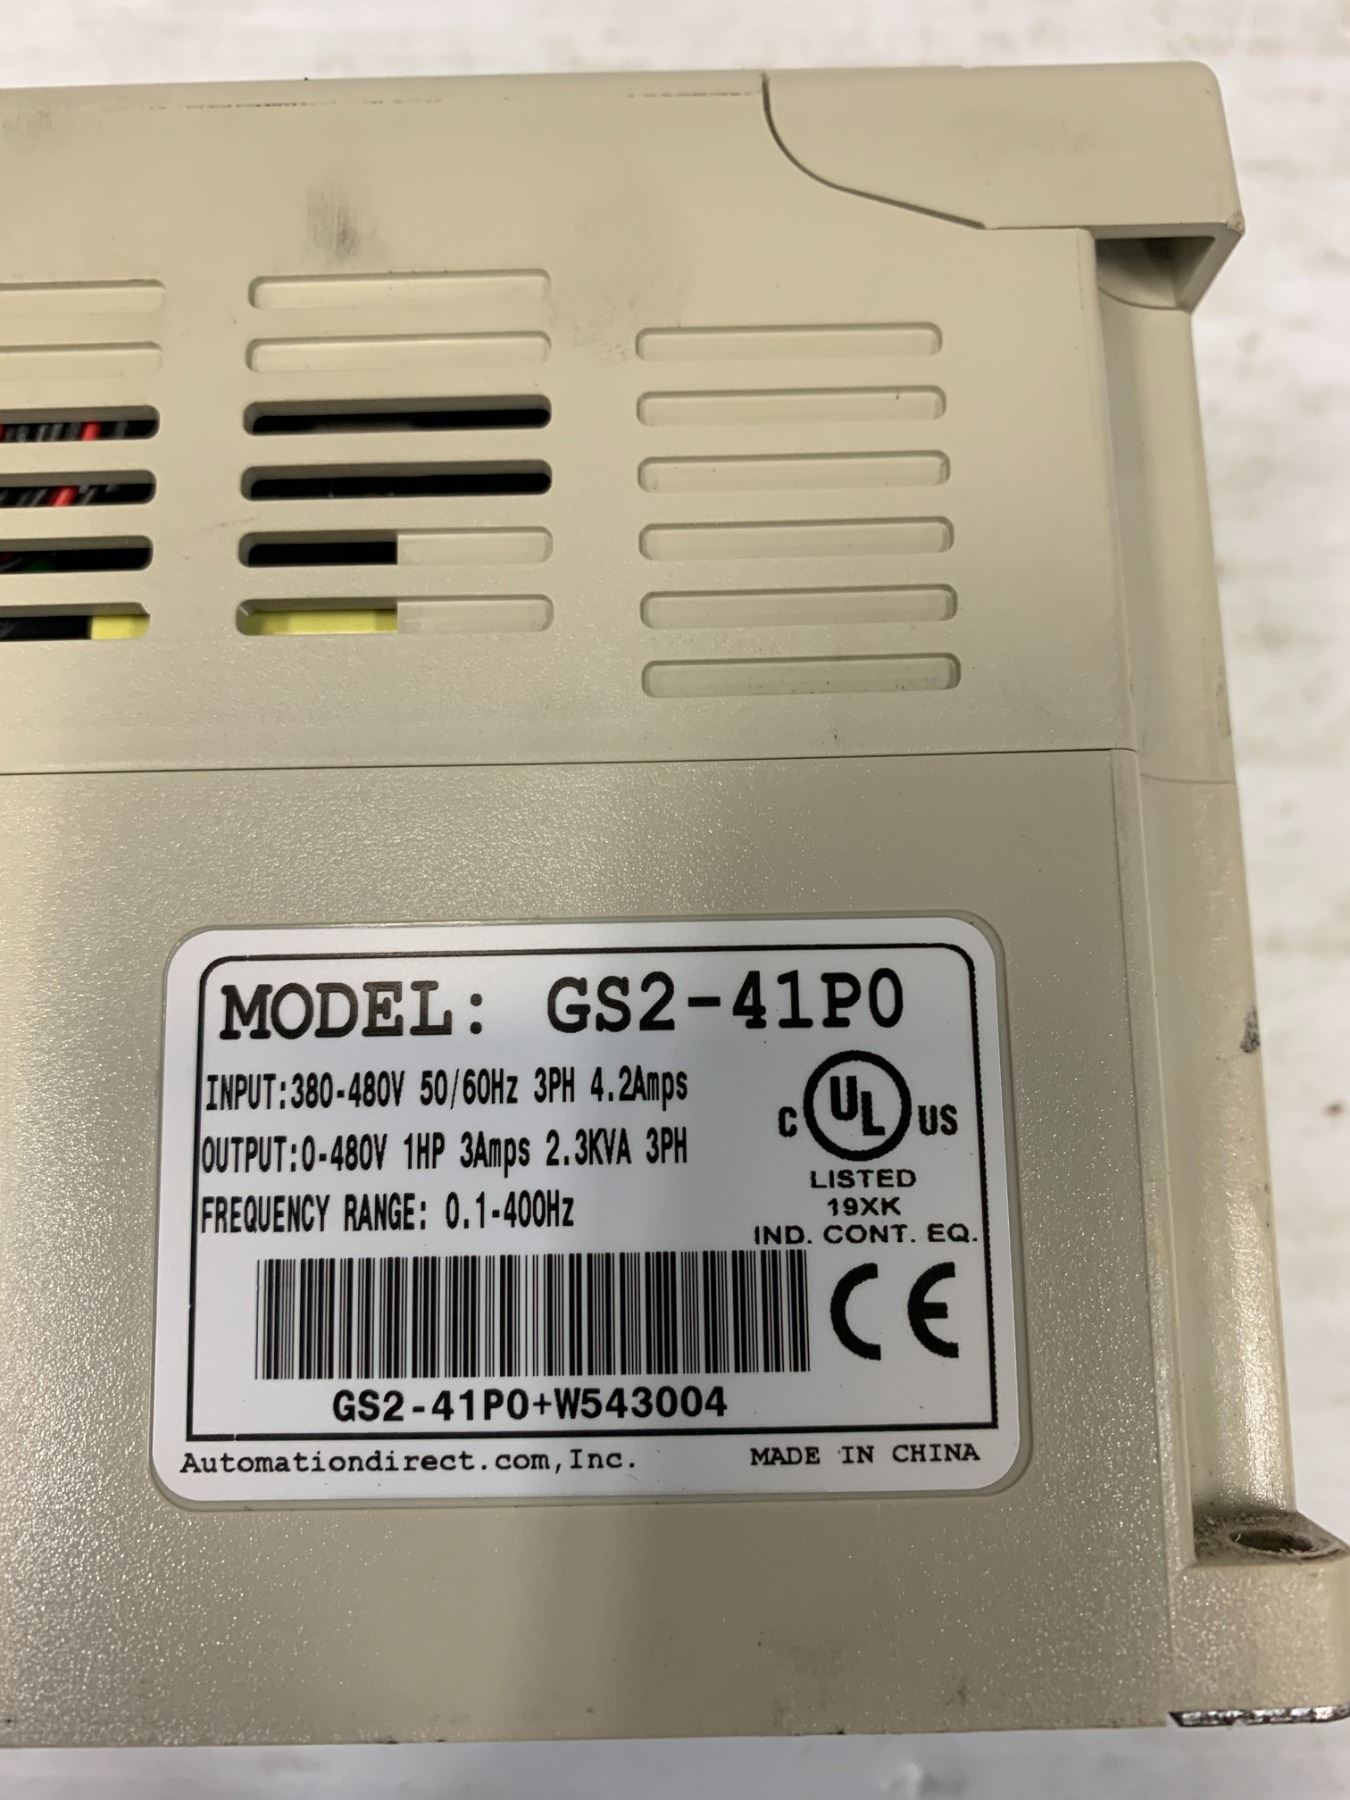 MODEL: GS2-41P0
INPUT:380-480V 50/60Hz 3PH 4.2Amps
OUTPUT:0-480V 1HP 3Amps 2.3KVA 3PH
FREQUENCY RANGE: 0.1-400Hz
C UL US
LISTED
19XK
IND. CONT. EQ.
CE
GS2-41P0+W543004
Automationdirect.com,Inc. MADE IN CHINA